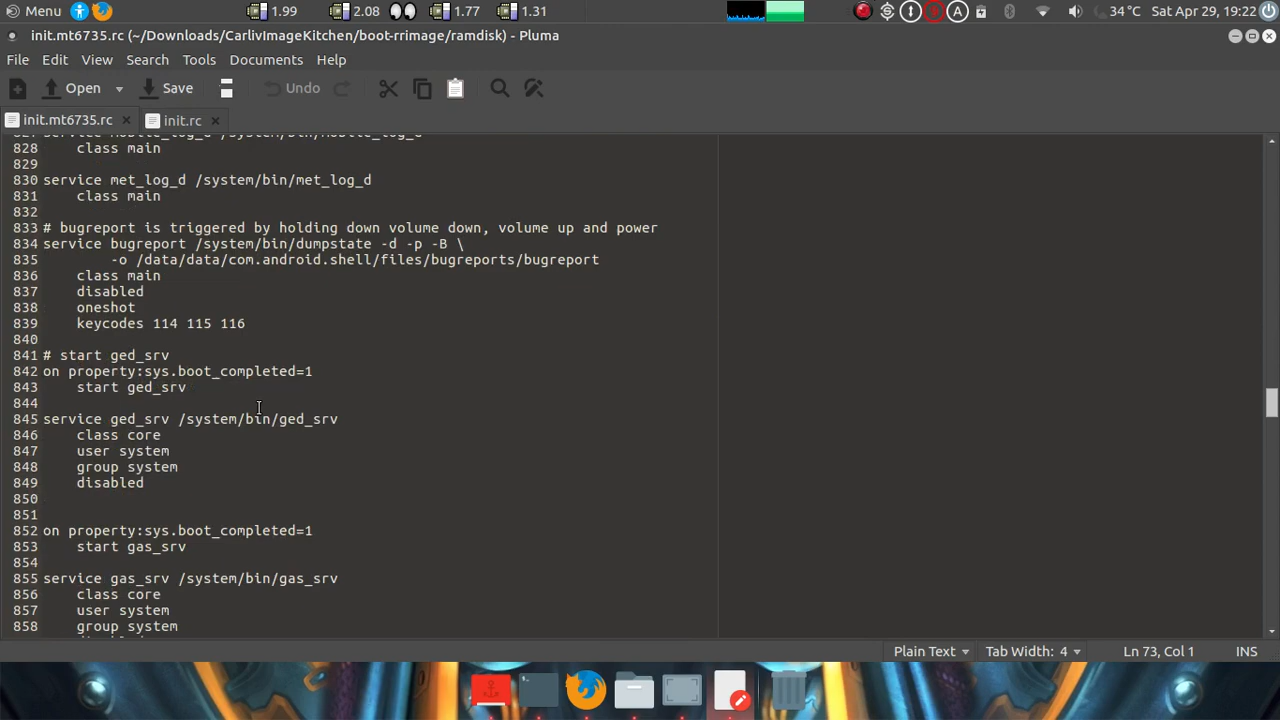 Menu 1.99 2.08 1.77 1.31 34 °C Sat Apr 29, 19:22
init.mt6735.rc (~/Downloads/CarlivImageKitchen/boot-rrimage/ramdisk) - Pluma
File Edit View Search Tools Documents Help
Open Save Undo
init.mt6735.rc init.rc
827 service mobile_log_d /system/bin/mobile_log_d
828 class main
829
830 service met_log_d /system/bin/met_log_d
831 class main
832
833 # bugreport is triggered by holding down volume down, volume up and power
834 service bugreport /system/bin/dumpstate -d -p -B \
835 -o /data/data/com.android.shell/files/bugreports/bugreport
836 class main
837 disabled
838 oneshot
839 keycodes 114 115 116
840
841 # start ged_srv
842 on property:sys.boot_completed=1
843 start ged_srv
844
845 service ged_srv /system/bin/ged_srv
846 class core
847 user system
848 group system
849 disabled
850
851
852 on property:sys.boot_completed=1
853 start gas_srv
854
855 service gas_srv /system/bin/gas_srv
856 class core
857 user system
858 group system
Plain Text Tab Width: 4 Ln 73, Col 1 INS